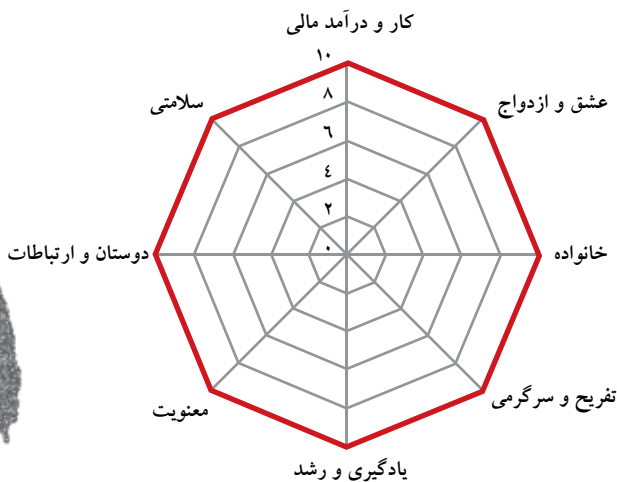 کار و درآمد مالی
۱۰
سلامتی
۸
عشق و ازدواج
۶
٤
۲
دوستان و ارتباطات
۰
خانواده
معنویت
تفریح و سرگرمی
یادگیری و رشد